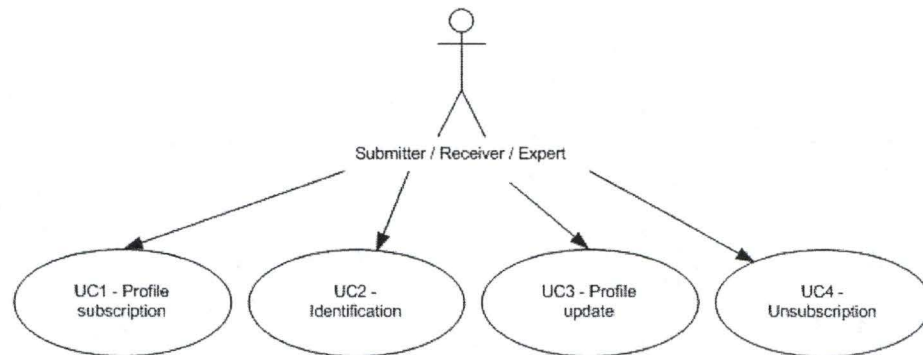 Submitter / Receiver / Expert
UC1 - Profile
subscription
UC2 -
Identification
UC3 - Profile
update
UC4 -
Unsubscription